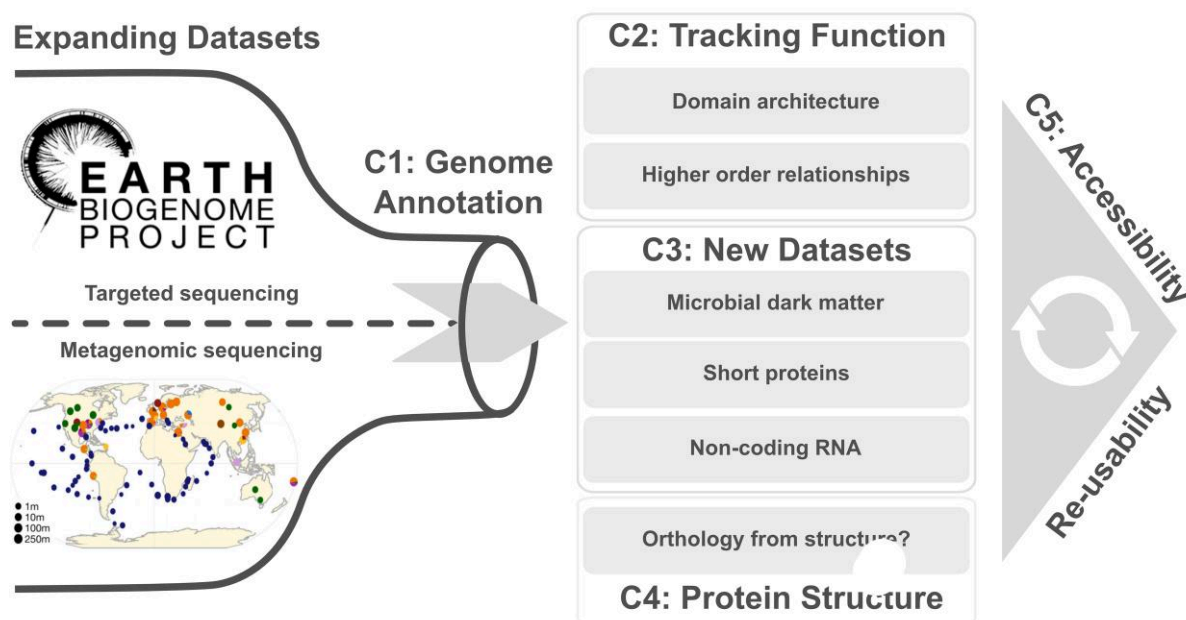 Expanding Datasets
EARTH
BIOGENOME
PROJECT
Targeted sequencing
Metagenomic sequencing
1m
10m
100m
250m
C1: Genome
Annotation
C2: Tracking Function
Domain architecture
Higher order relationships
C3: New Datasets
Microbial dark matter
Short proteins
Non-coding RNA
Orthology from structure?
C4: Protein Structure
C5: Accessibility
Re-usability